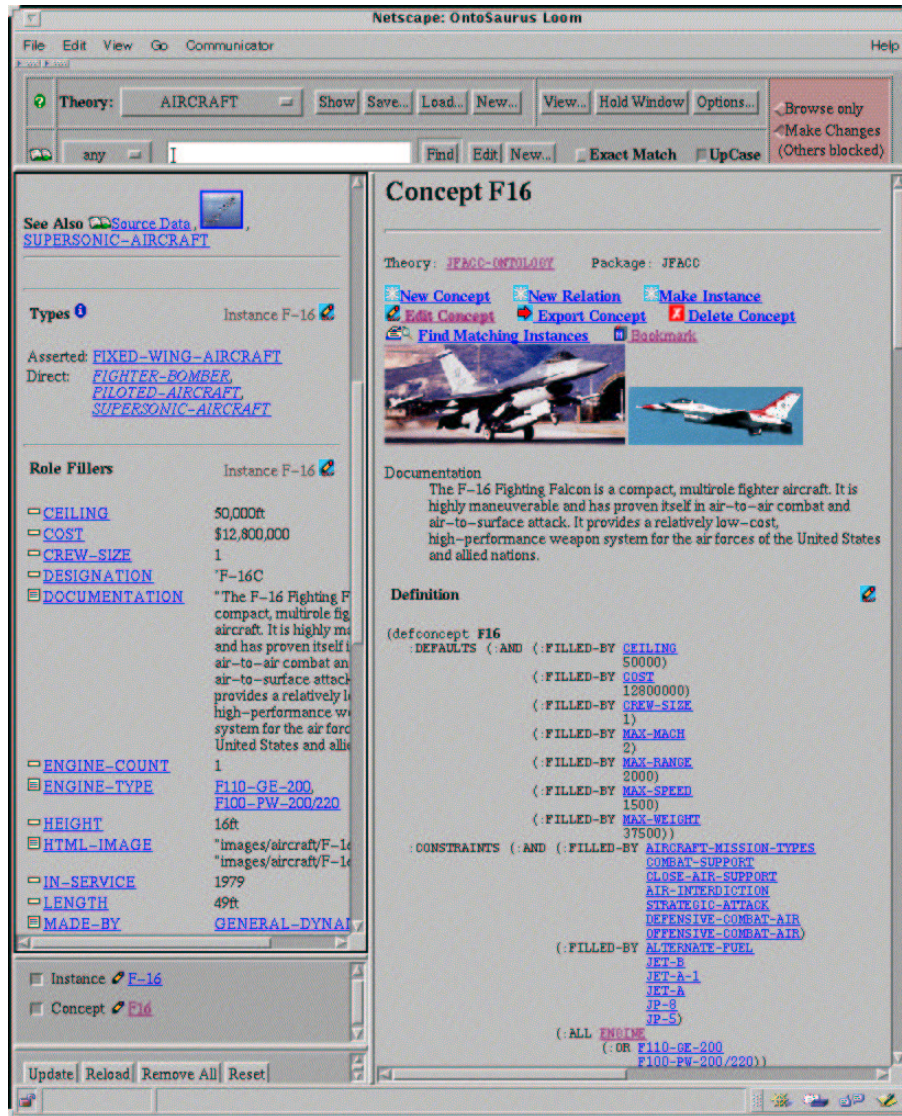 Netscape: OntoSaurus Loom
File Edit View Go Communicator Help
Theory: AIRCRAFT Show Save... Load... New... View... Hold Window Options...
Browse only
Make Changes
(Others blocked)
any Find Edit New... Exact Match UpCase
See Also Source Data ,
SUPERSONIC-AIRCRAFT
Types Instance F-16
Asserted: FIXED-WING-AIRCRAFT
Direct: FIGHTER-BOMBER,
PILOTED-AIRCRAFT,
SUPERSONIC-AIRCRAFT
Role Fillers Instance F-16
CEILING 50,000ft
COST $12,800,000
CREW-SIZE 1
DESIGNATION "F-16C
DOCUMENTATION "The F-16 Fighting F
compact, multirole fig
aircraft. It is highly ma
and has proven itself i
air-to-air combat an
air-to-surface attack
provides a relatively lo
high-performance we
system for the air forc
United States and allie
ENGINE-COUNT 1
ENGINE-TYPE F110-GE-200,
F100-PW-200/220
HEIGHT 16ft
HTML-IMAGE "images/aircraft/F-16
"images/aircraft/F-16
IN-SERVICE 1979
LENGTH 49ft
MADE-BY GENERAL-DYNAM
Instance F-16
Concept F16
Update Reload Remove All Reset
Concept F16
Theory: JFACC-ONTOLOGY Package: JFACC
New Concept New Relation Make Instance
Edit Concept Export Concept Delete Concept
Find Matching Instances Bookmark
Documentation
The F-16 Fighting Falcon is a compact, multirole fighter aircraft. It is
highly maneuverable and has proven itself in air-to-air combat and
air-to-surface attack. It provides a relatively low-cost,
high-performance weapon system for the air forces of the United States
and allied nations.
Definition
(defconcept F16
:DEFAULTS (:AND (:FILLED-BY CEILING
50000)
(:FILLED-BY COST
12800000)
(:FILLED-BY CREW-SIZE
1)
(:FILLED-BY MAX-MACH
2)
(:FILLED-BY MAX-RANGE
2000)
(:FILLED-BY MAX-SPEED
1500)
(:FILLED-BY MAX-WEIGHT
37500))
:CONSTRAINTS (:AND (:FILLED-BY AIRCRAFT-MISSION-TYPES
COMBAT-SUPPORT
CLOSE-AIR-SUPPORT
AIR-INTERDICTION
STRATEGIC-ATTACK
DEFENSIVE-COMBAT-AIR
OFFENSIVE-COMBAT-AIR)
(:FILLED-BY ALTERNATE-FUEL
JET-B
JET-A-1
JET-A
JP-8
JP-5)
(:ALL ENGINE
(:OR F110-GE-200
F100-PW-200/220))